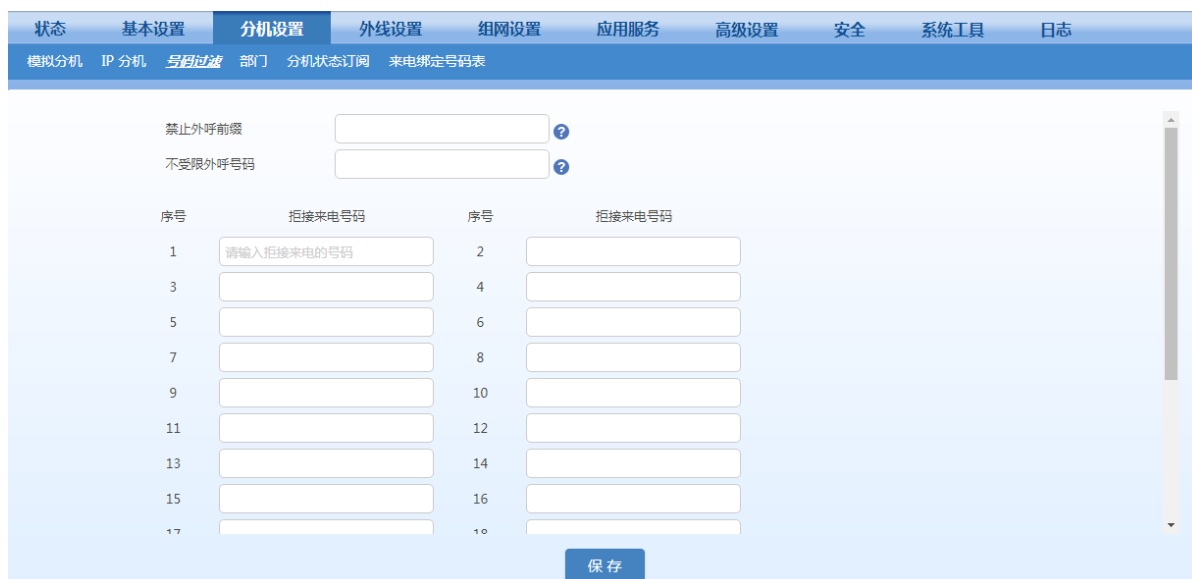 状态 基本设置 分机设置 外线设置 组网设置 应用服务 高级设置 安全 系统工具 日志
模拟分机 IP 分机 号码过滤 部门 分机状态订阅 来电绑定号码表
禁止外呼前缀 ?
不受限外呼号码 ?
序号 拒接来电号码 序号 拒接来电号码
1 请输入拒接来电的号码 2
3 4
5 6
7 8
9 10
11 12
13 14
15 16
17 18
保存